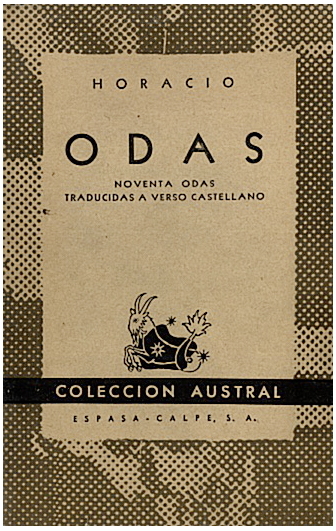 HORACIO
ODAS
NOVENTA ODAS
TRADUCIDAS A VERSO CASTELLANO
COLECCION AUSTRAL
ESPASA-CALPE, S. A.